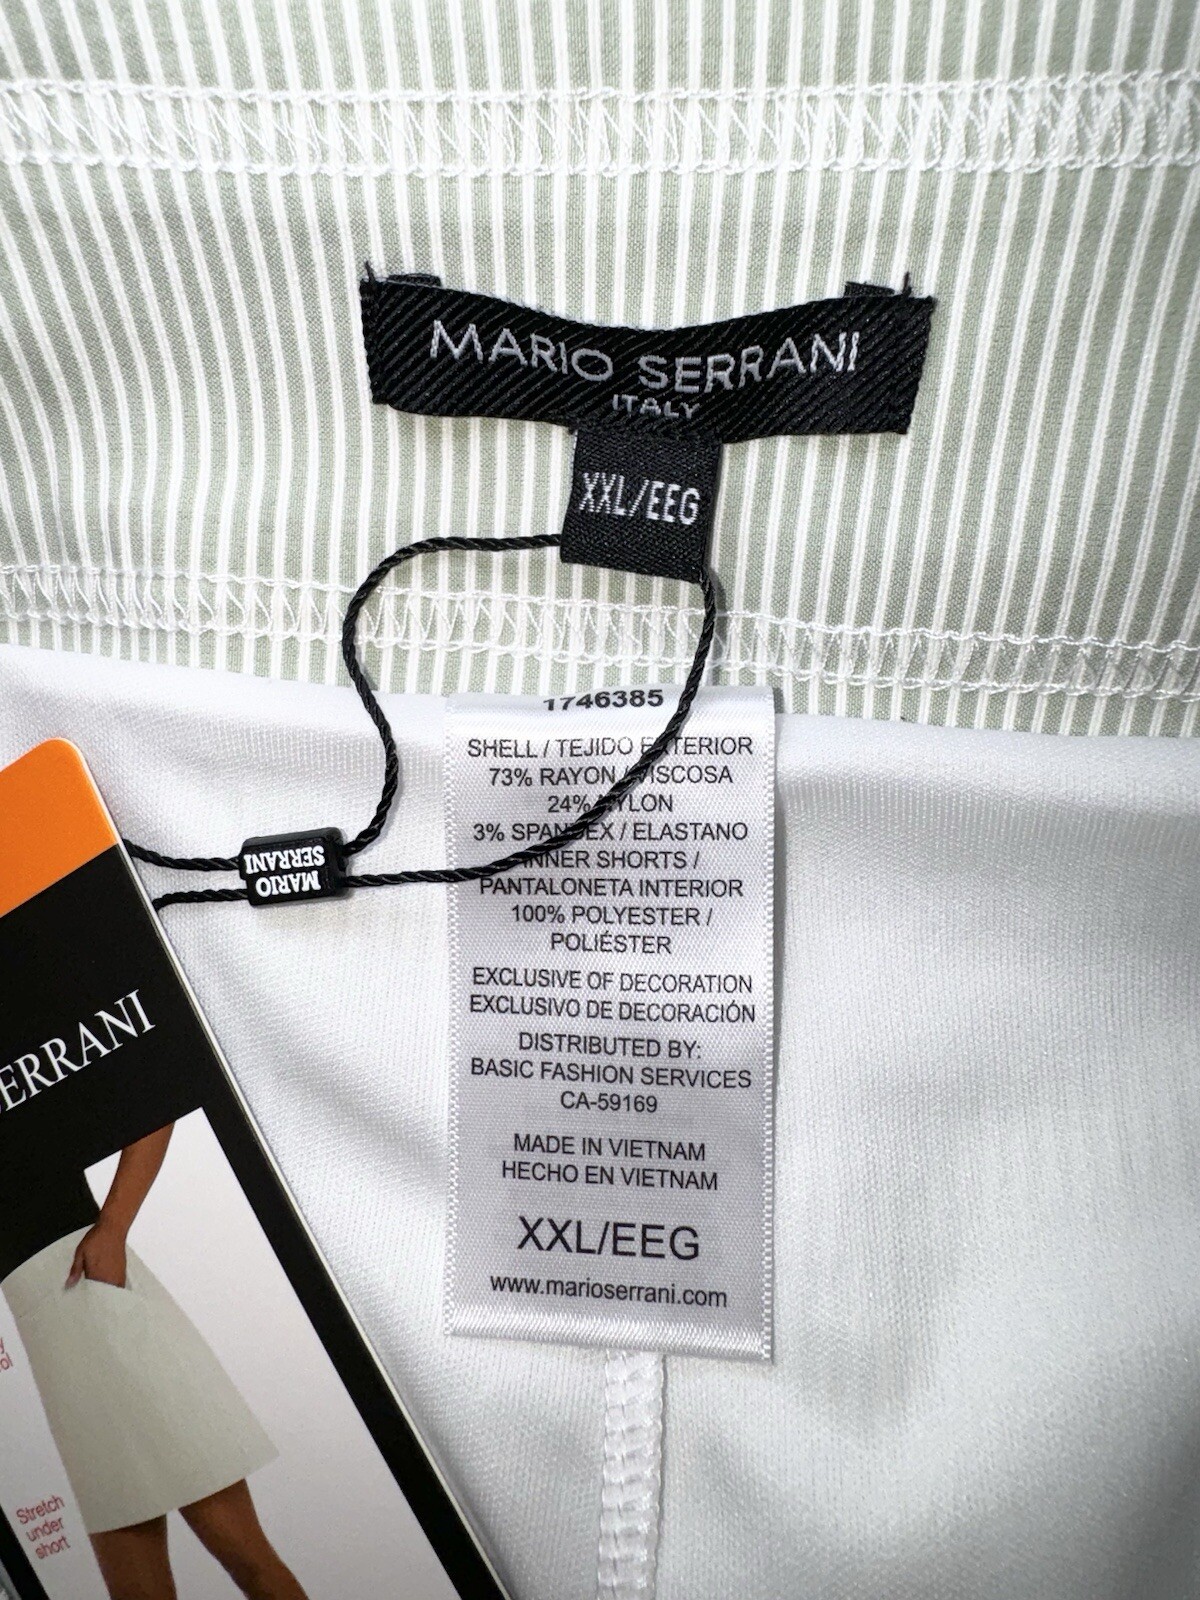 MARIO SERRANI
ITALY
XXL/EEG
1746385
SHELL / TEJIDO EXTERIOR
73% RAYON / VISCOSA
24% NYLON
3% SPANDEX / ELASTANO
INNER SHORTS /
PANTALONETA INTERIOR
100% POLYESTER /
POLIÉSTER
EXCLUSIVE OF DECORATION
EXCLUSIVO DE DECORACIÓN
DISTRIBUTED BY:
BASIC FASHION SERVICES
CA-59169
MADE IN VIETNAM
HECHO EN VIETNAM
XXL/EEG
www.marioserrani.com
MARIO
SERRANI
SERRANI
Stretch
under
short